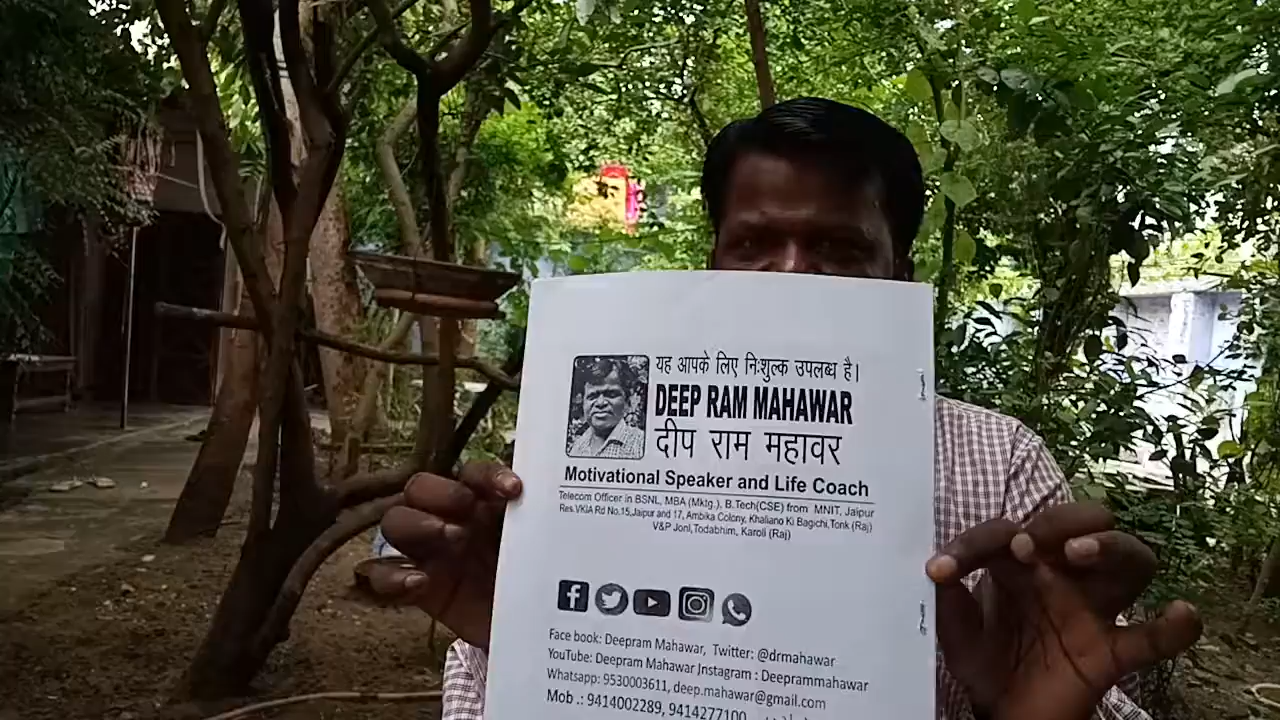 यह आपके लिए निःशुल्क उपलब्ध है।
DEEP RAM MAHAWAR
दीप राम महावर
Motivational Speaker and Life Coach
Telecom Officer in BSNL, MBA (Mktg.), B.Tech(CSE) from MNIT, Jaipur
Res.VKIA Rd No.15,Jaipur and 17, Ambika Colony, Khaliano Ki Bagichi,Tonk (Raj)
V&P Jonl,Todabhim, Karoli (Raj)
Face book: Deepram Mahawar, Twitter: @drmahawar
YouTube: Deepram Mahawar Jnstagram : Deeprammahawar
Whatsapp: 9530003611, deep.mahawar@gmail.com
Mob .: 9414002289, 9414277100